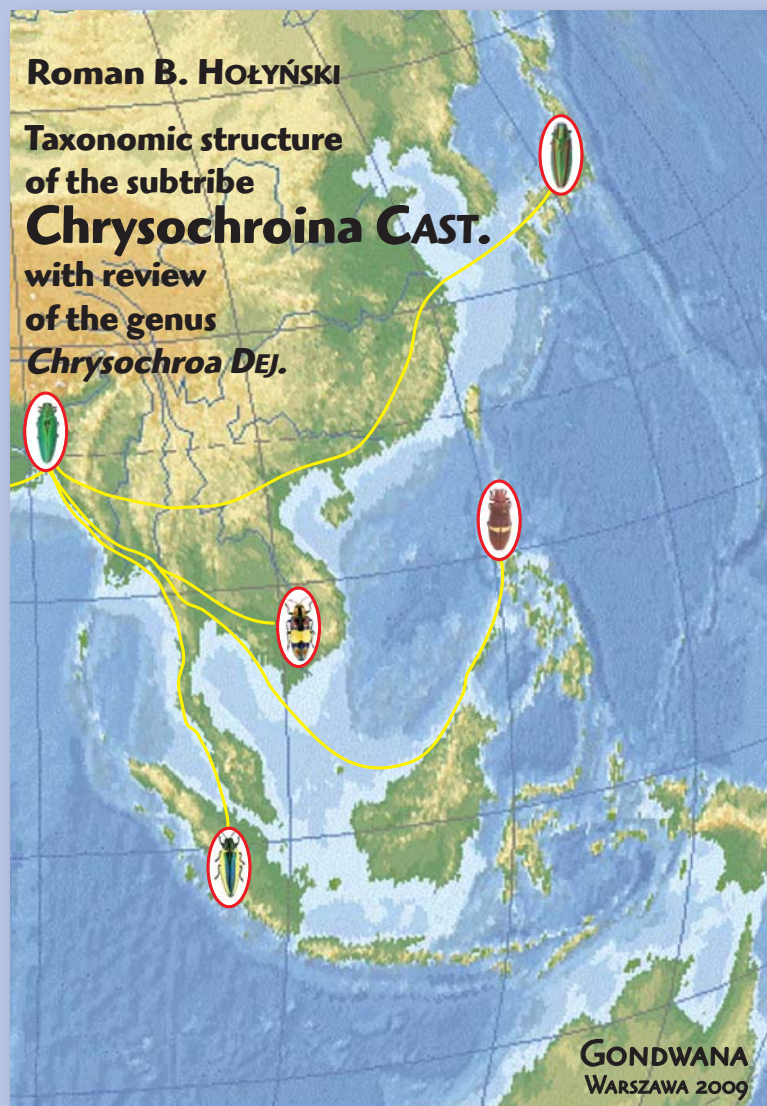 Roman B. HOŁYŃSKI
Taxonomic structure
of the subtribe
Chrysochroina CAST.
with review
of the genus
Chrysochroa DEJ.
GONDWANA
WARSZAWA 2009